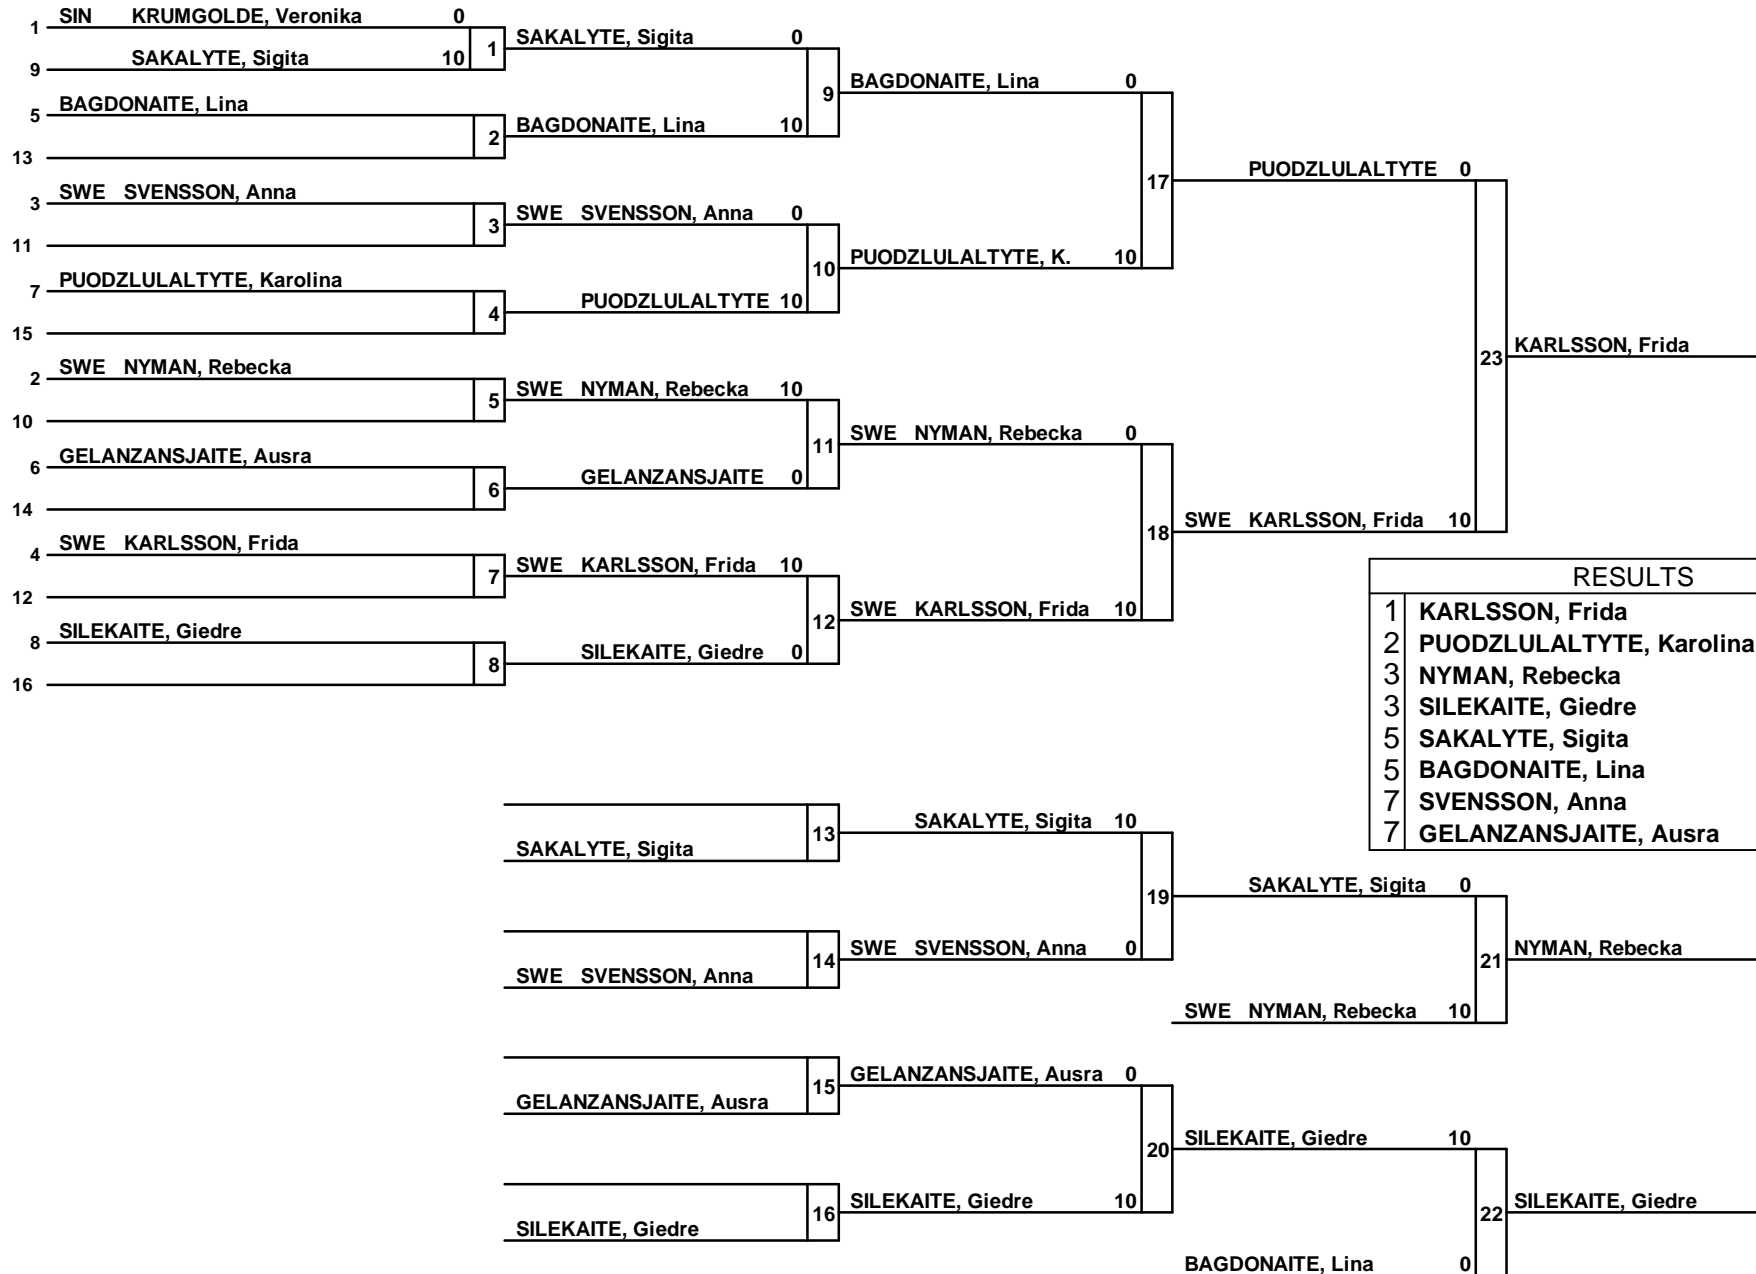 1 SIN KRUMGOLDE, Veronika 0
9 SAKALYTE, Sigita 10
1
SAKALYTE, Sigita 0
5 BAGDONAITE, Lina
13
2
BAGDONAITE, Lina 10
9
BAGDONAITE, Lina 0
3 SWE SVENSSON, Anna
11
3
SWE SVENSSON, Anna 0
7 PUODZLULALTYTE, Karolina
15
4
PUODZLULALTYTE 10
10
PUODZLULALTYTE, K. 10
17
PUODZLULALTYTE 0
2 SWE NYMAN, Rebecka
10
5
SWE NYMAN, Rebecka 10
6 GELANZANSJAITE, Ausra
14
6
GELANZANSJAITE 0
11
SWE NYMAN, Rebecka 0
4 SWE KARLSSON, Frida
12
7
SWE KARLSSON, Frida 10
8 SILEKAITE, Giedre
16
8
SILEKAITE, Giedre 0
12
SWE KARLSSON, Frida 10
18
SWE KARLSSON, Frida 10
23
KARLSSON, Frida
RESULTS
1 KARLSSON, Frida
2 PUODZLULALTYTE, Karolina
3 NYMAN, Rebecka
3 SILEKAITE, Giedre
5 SAKALYTE, Sigita
5 BAGDONAITE, Lina
7 SVENSSON, Anna
7 GELANZANSJAITE, Ausra
SAKALYTE, Sigita
13
SAKALYTE, Sigita 10
SWE SVENSSON, Anna
14
SWE SVENSSON, Anna 0
19
SAKALYTE, Sigita 0
SWE NYMAN, Rebecka 10
21
NYMAN, Rebecka
GELANZANSJAITE, Ausra
15
GELANZANSJAITE, Ausra 0
SILEKAITE, Giedre
16
SILEKAITE, Giedre 10
20
SILEKAITE, Giedre 10
BAGDONAITE, Lina 0
22
SILEKAITE, Giedre